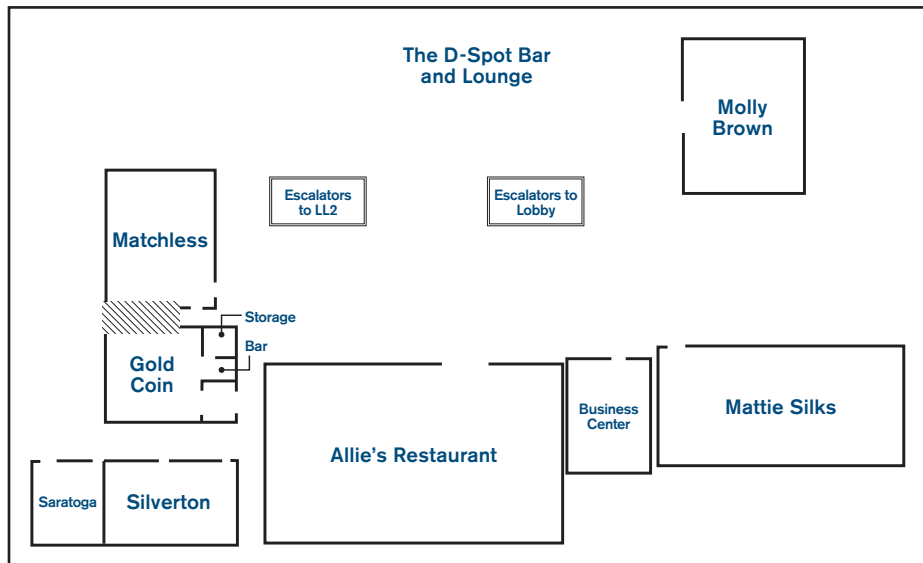 The D-Spot Bar
and Lounge
Molly
Brown
Escalators
to LL2
Escalators to
Lobby
Matchless
Storage
Bar
Gold
Coin
Business
Center
Mattie Silks
Allie's Restaurant
Saratoga
Silverton